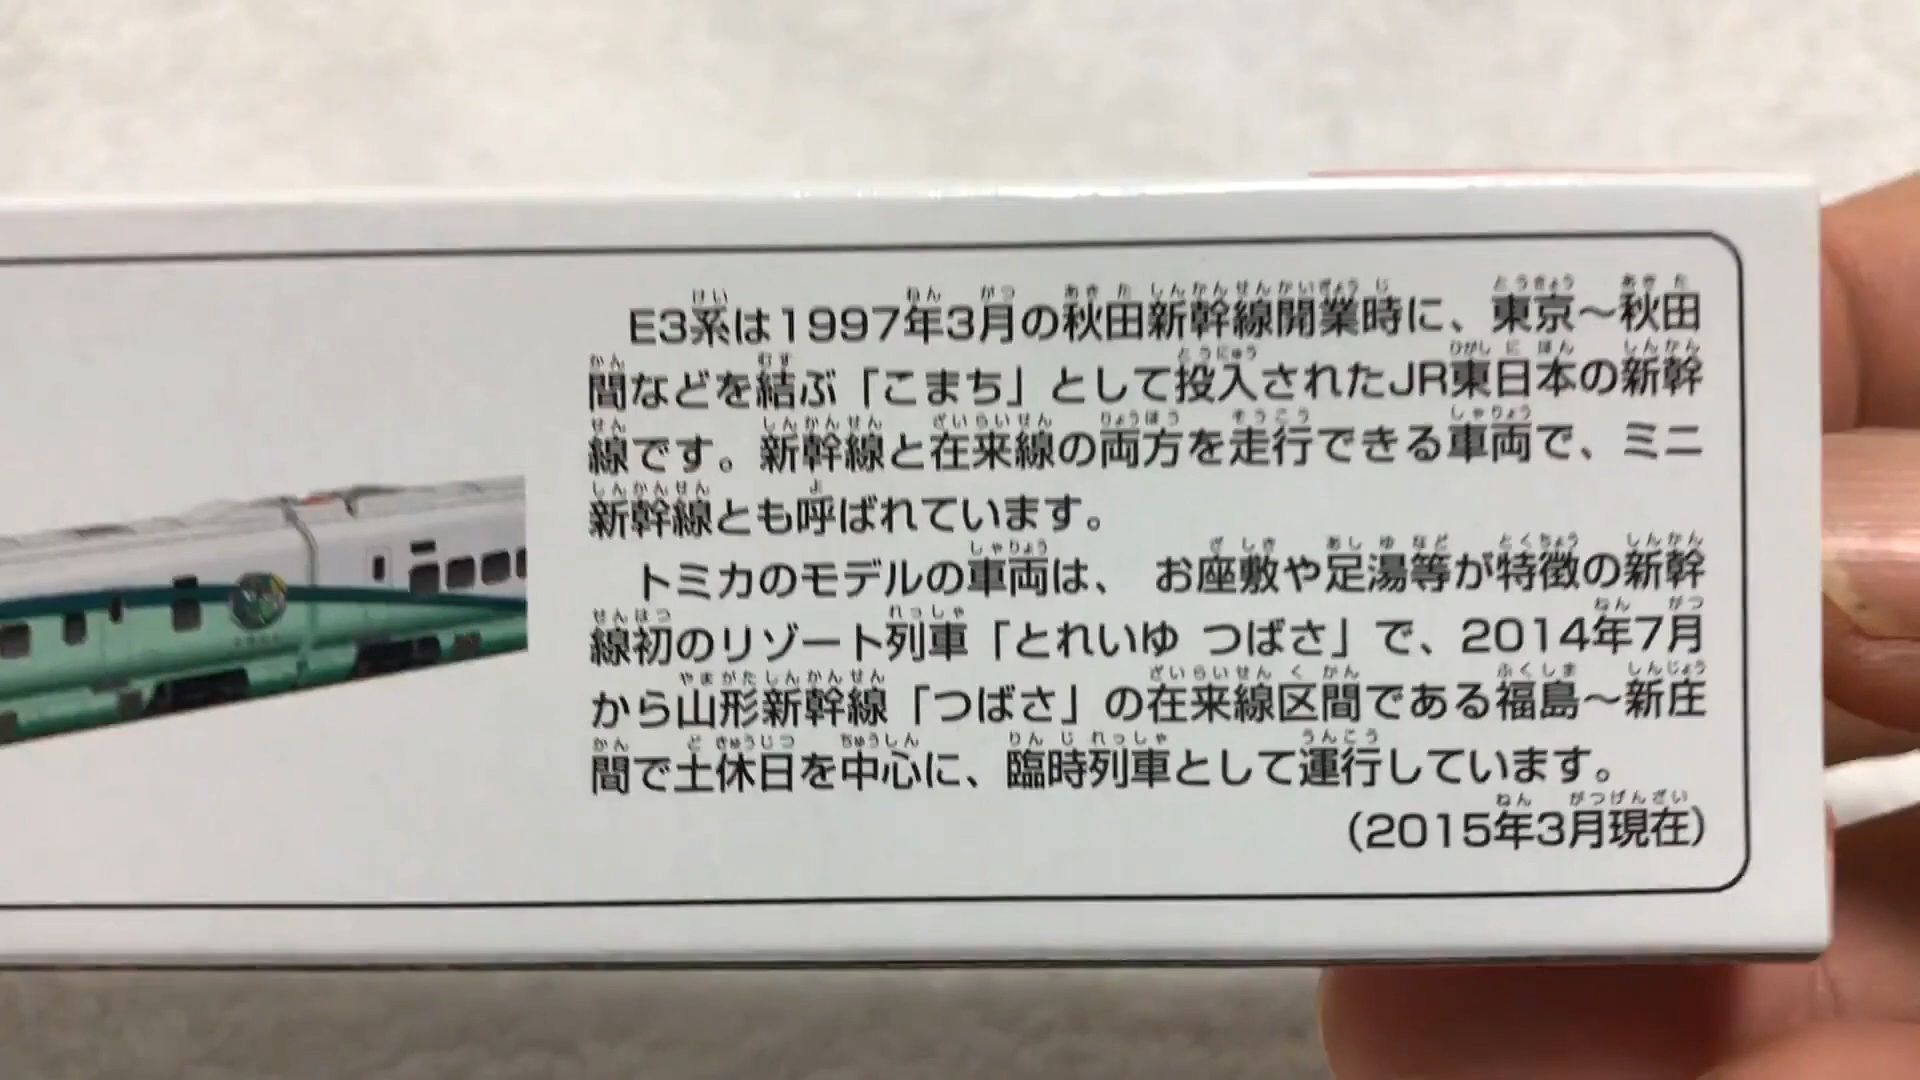 E3系は1997年3月の秋田新幹線開業時に、東京～秋田
間などを結ぶ「こまち」として投入されたJR東日本の新幹
線です。新幹線と在来線の両方を走行できる車両で、ミニ
新幹線とも呼ばれています。
トミカのモデルの車両は、 お座敷や足湯等が特徴の新幹
線初のリゾート列車「とれいゆ つばさ」で、2014年7月
から山形新幹線「つばさ」の在来線区間である福島～新庄
間で土休日を中心に、臨時列車として運行しています。
（2015年3月現在）